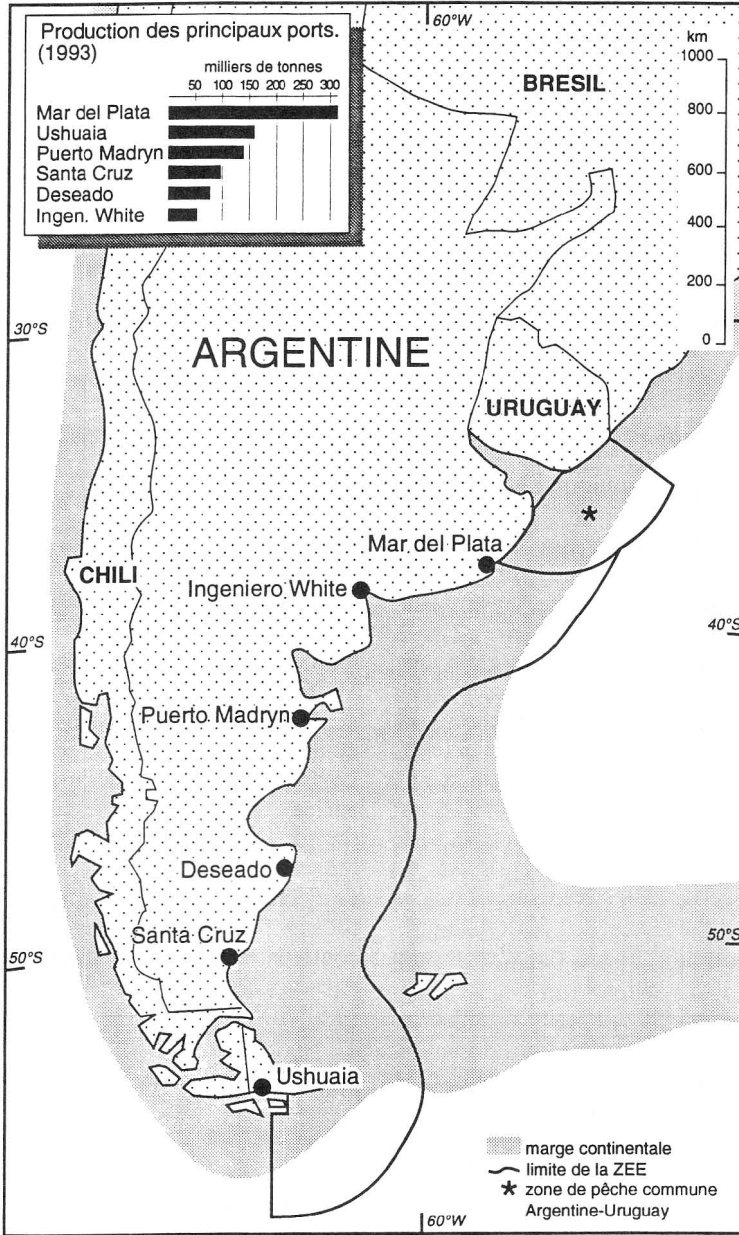 Production des principaux ports.
(1993)
milliers de tonnes
50 100 150 200 250 300
Mar del Plata
Ushuaia
Puerto Madryn
Santa Cruz
Deseado
Ingen. White
60°W
km
1000
800
600
400
200
0
BRESIL
30°S
ARGENTINE
URUGUAY
*
Mar del Plata
CHILI
Ingeniero White
40°S
40°S
Puerto Madryn
Deseado
Santa Cruz
50°S
50°S
Ushuaia
marge continentale
limite de la ZEE
* zone de pêche commune
Argentine-Uruguay
60°W